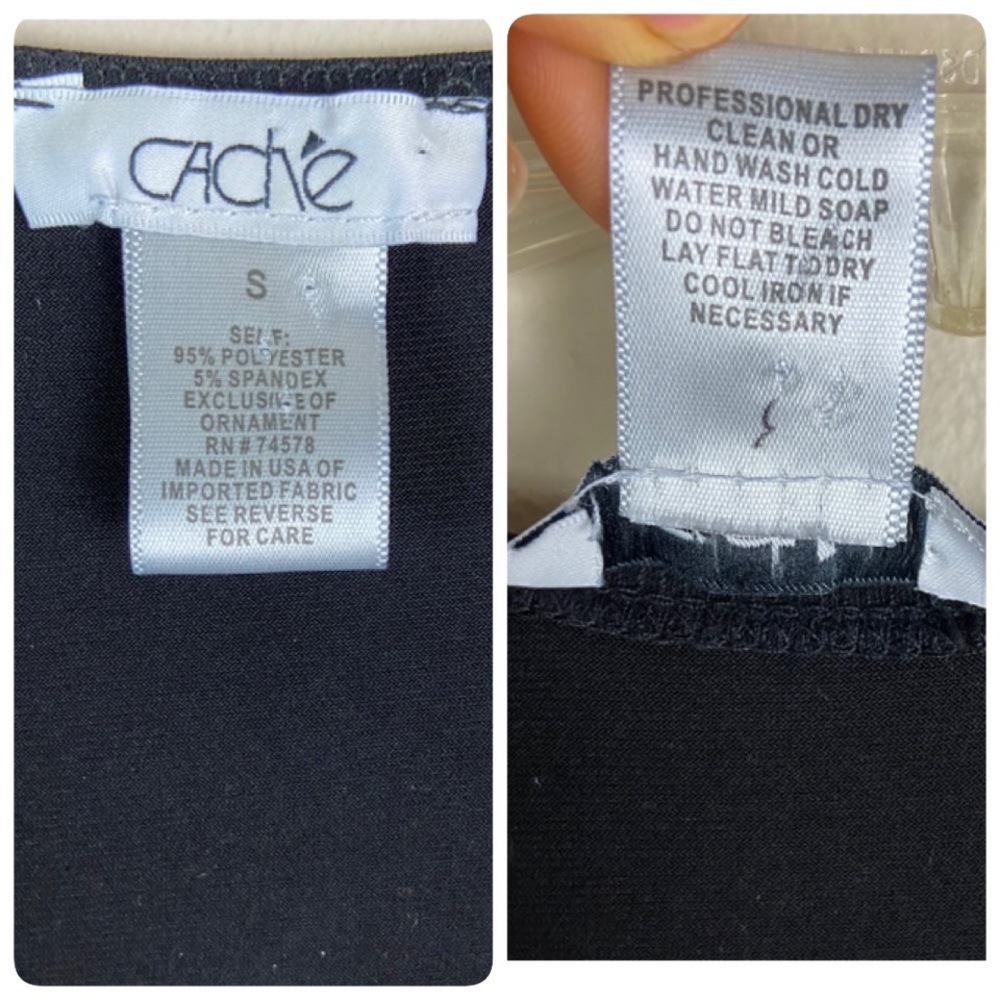 CAChé
S
SELF:
95% POLYESTER
5% SPANDEX
EXCLUSIVE OF
ORNAMENT
RN # 74578
MADE IN USA OF
IMPORTED FABRIC
SEE REVERSE
FOR CARE
PROFESSIONAL DRY
CLEAN OR
HAND WASH COLD
WATER MILD SOAP
DO NOT BLEACH
LAY FLAT TO DRY
COOL IRON IF
NECESSARY